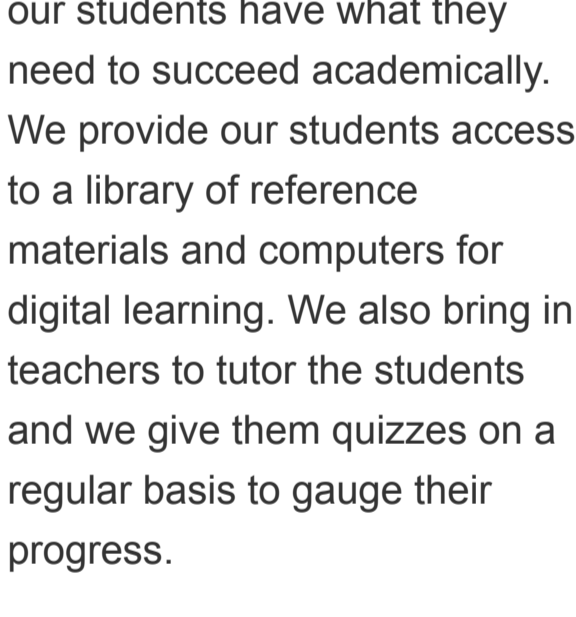 our students have what they
need to succeed academically.
We provide our students access
to a library of reference
materials and computers for
digital learning. We also bring in
teachers to tutor the students
and we give them quizzes on a
regular basis to gauge their
progress.